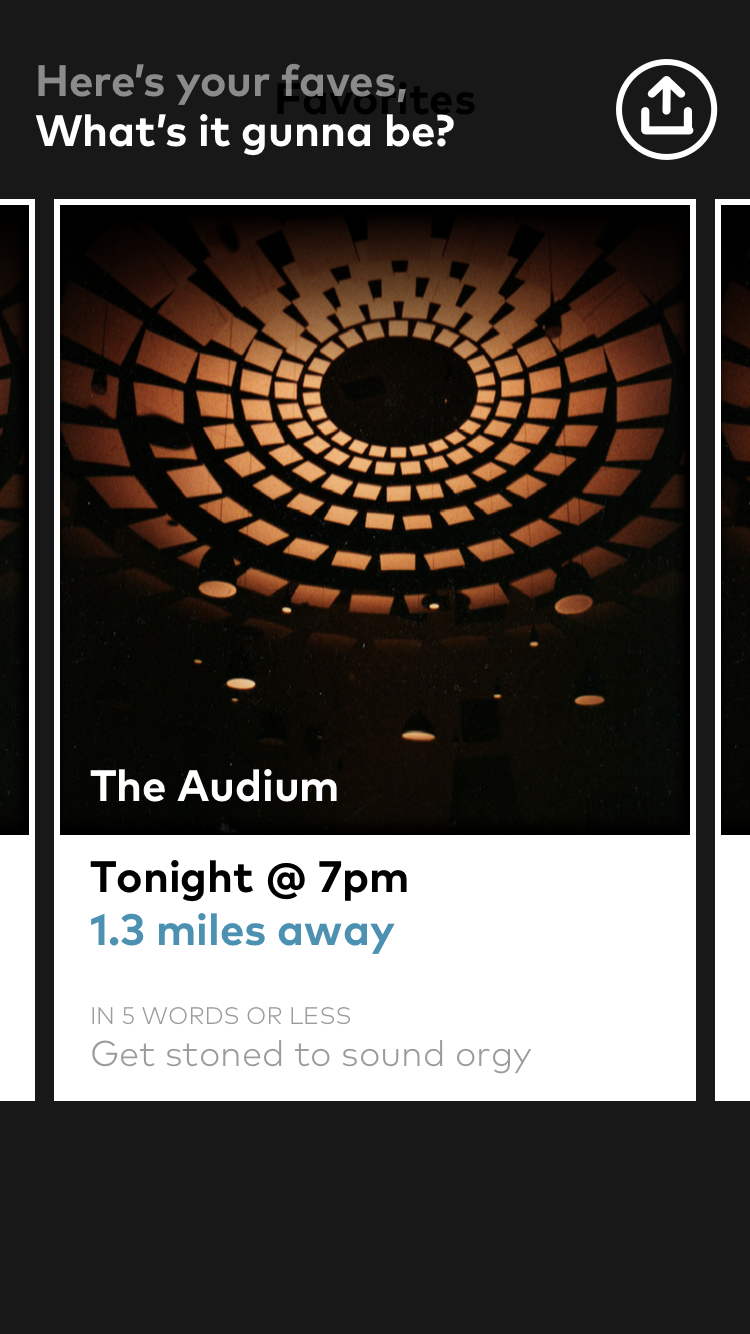 Here's your faves,
Favorites
What's it gunna be?
The Audium
Tonight @ 7pm
1.3 miles away
IN 5 WORDS OR LESS
Get stoned to sound orgy